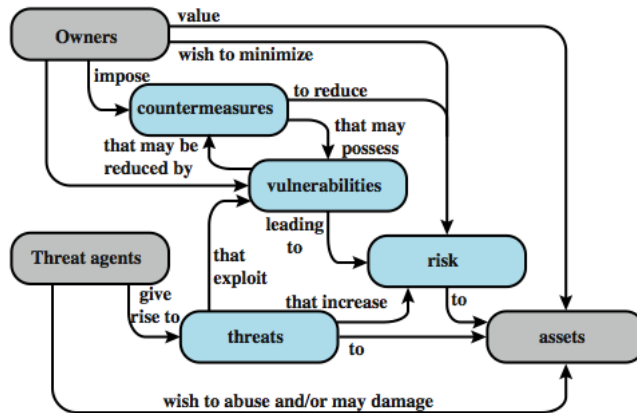 value
Owners
wish to minimize
impose
countermeasures
to reduce
that may be
reduced by
that may
possess
vulnerabilities
leading
to
Threat agents
that
exploit
risk
give
rise to
that increase
to
threats
to
assets
wish to abuse and/or may damage